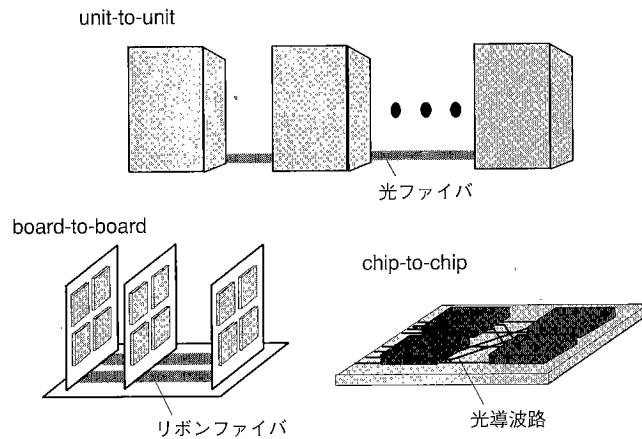 unit-to-unit
光ファイバ
board-to-board
chip-to-chip
リボンファイバ
光導波路